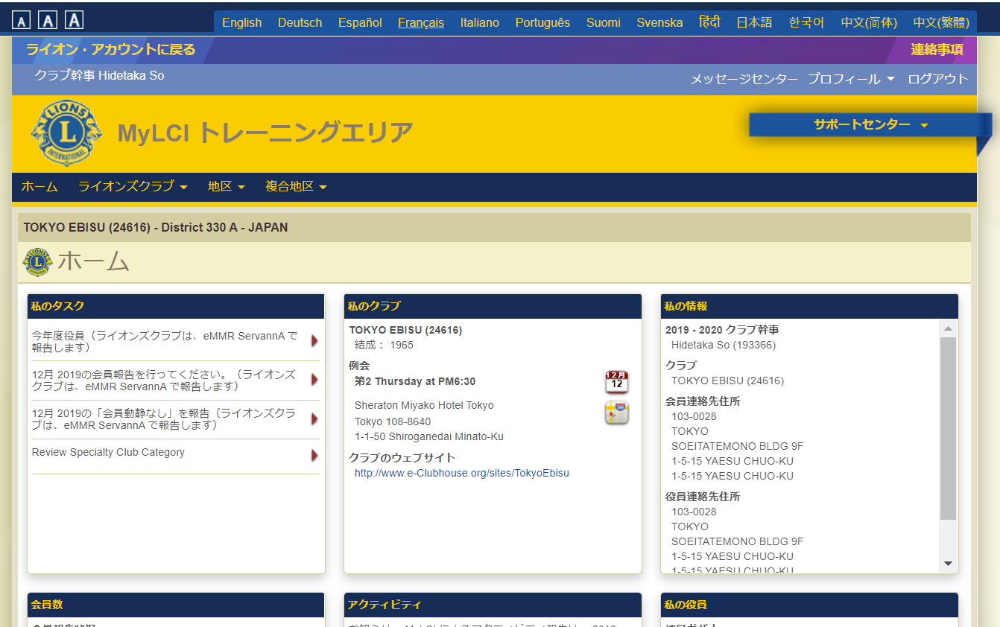 A A A
English Deutsch Español Français Italiano Português Suomi Svenska हिंदी 日本語 한국어 中文(简体) 中文(繁體)
ライオン・アカウントに戻る 連絡事項
クラブ幹事 Hidetaka So メッセージセンター プロフィール ログアウト
LIONS
L
INTERNATIONAL
MyLCI トレーニングエリア
サポートセンター
ホーム ライオンズクラブ 地区 複合地区
TOKYO EBISU (24616) - District 330 A - JAPAN
LIONS
L
ホーム
私のタスク
今年度役員（ライオンズクラブは、eMMR ServannA で
報告します）
12月 2019の会員報告を行ってください。（ライオンズ
クラブは、eMMR ServannA で報告します）
12月 2019の「会員動静なし」を報告（ライオンズクラ
ブは、eMMR ServannA で報告します）
Review Specialty Club Category
私のクラブ
TOKYO EBISU (24616)
結成： 1965
例会
第2 Thursday at PM6:30
12月
12
Sheraton Miyako Hotel Tokyo
Tokyo 108-8640
1-1-50 Shiroganedai Minato-Ku
クラブのウェブサイト
http://www.e-Clubhouse.org/sites/TokyoEbisu
私の情報
2019 - 2020 クラブ幹事
Hidetaka So (193366)
クラブ
TOKYO EBISU (24616)
会員連絡先住所
103-0028
TOKYO
SOEITATEMONO BLDG 9F
1-5-15 YAESU CHUO-KU
1-5-15 YAESU CHUO-KU
役員連絡先住所
103-0028
TOKYO
SOEITATEMONO BLDG 9F
1-5-15 YAESU CHUO-KU
1-5-15 YAESU CHUO-KU
会員数
アクティビティ
私の役員